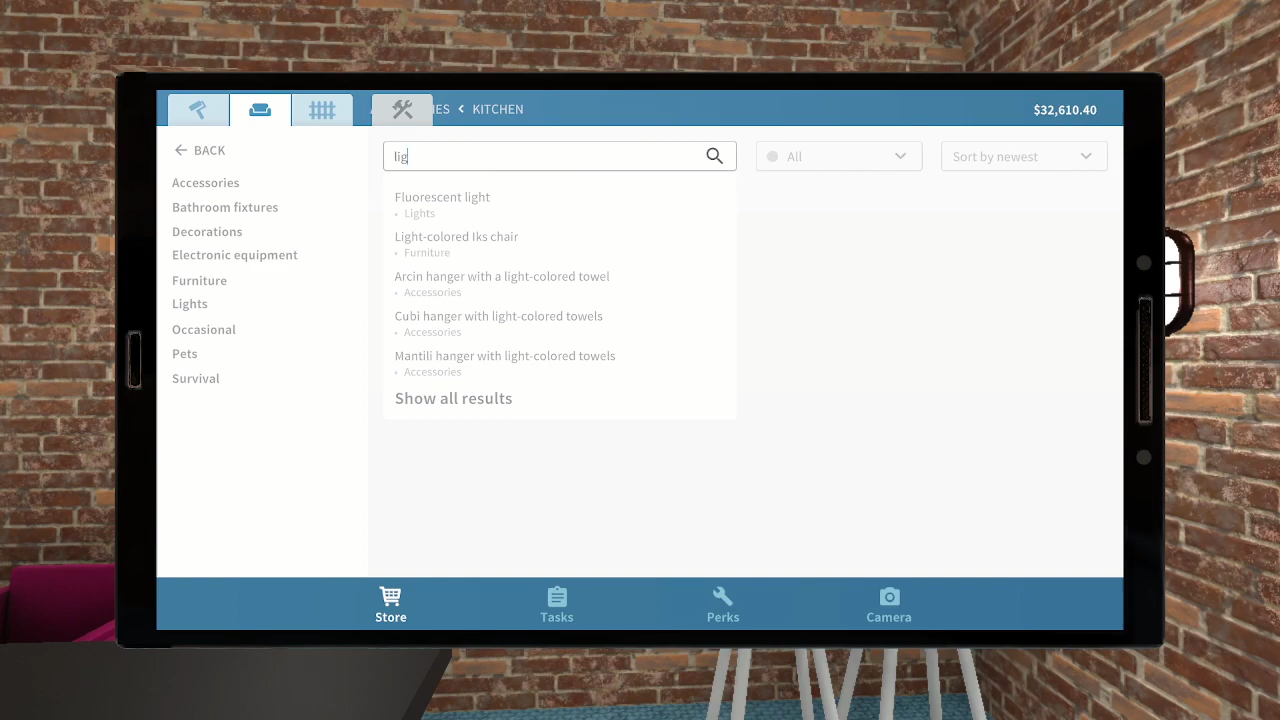 IES < KITCHEN
$32,610.40
← BACK
Accessories
Bathroom fixtures
Decorations
Electronic equipment
Furniture
Lights
Occasional
Pets
Survival
lig
All
Sort by newest
Fluorescent light
• Lights
Light-colored Iks chair
• Furniture
Arcin hanger with a light-colored towel
• Accessories
Cubi hanger with light-colored towels
• Accessories
Mantili hanger with light-colored towels
• Accessories
Show all results
Store
Tasks
Perks
Camera